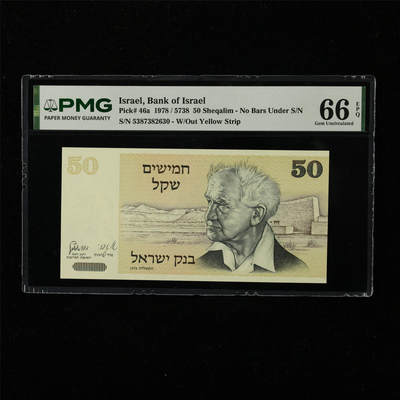 PMG
PAPER MONEY GUARANTY
Israel, Bank of Israel
Pick# 46a 1978 / 5738 50 Sheqalim - No Bars Under S/N
S/N 5387382630 - W/Out Yellow Strip
66 EPQ
Gem Uncirculated
50
50
חמישים
שקל
בנק ישראל